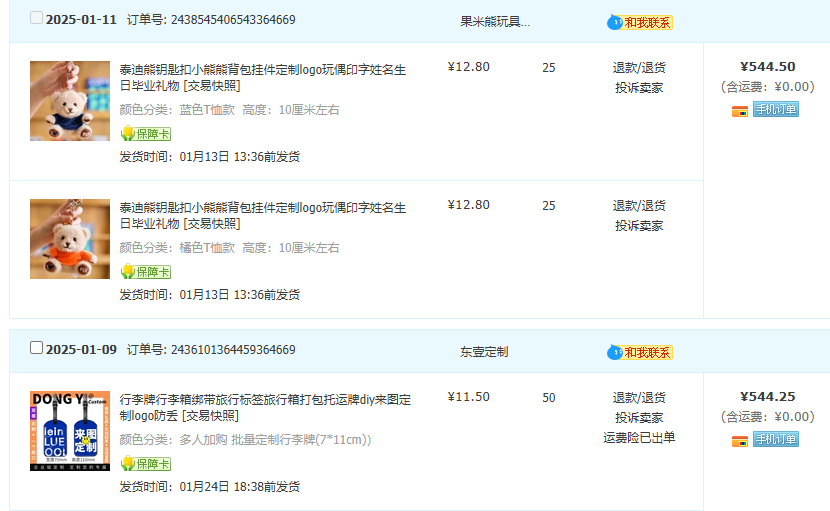 2025-01-11 订单号: 2438545406543364669 果米熊玩具... 和我联系
泰迪熊钥匙扣小熊熊背包挂件定制logo玩偶印字姓名生 ¥12.80 25 退款/退货 ¥544.50
日毕业礼物 [交易快照] 投诉卖家 (含运费: ¥0.00)
颜色分类: 蓝色T恤款 高度: 10厘米左右 手机订单
保障卡
发货时间: 01月13日 13:36前发货
泰迪熊钥匙扣小熊熊背包挂件定制logo玩偶印字姓名生 ¥12.80 25 退款/退货
日毕业礼物 [交易快照] 投诉卖家
颜色分类: 橘色T恤款 高度: 10厘米左右
保障卡
发货时间: 01月13日 13:36前发货
2025-01-09 订单号: 2436101364459364669 东壹定制 和我联系
行李牌行李箱绑带旅行标签旅行箱打包托运牌diy来图定 ¥11.50 50 退款/退货 ¥544.25
制logo防丢 [交易快照] 投诉卖家 (含运费: ¥0.00)
颜色分类: 多人加购 批量定制行李牌(7*11cm)) 运费险已出单 手机订单
保障卡
发货时间: 01月24日 18:38前发货
DONG YI
Custom
lein
LUE
OOI
来图
定制